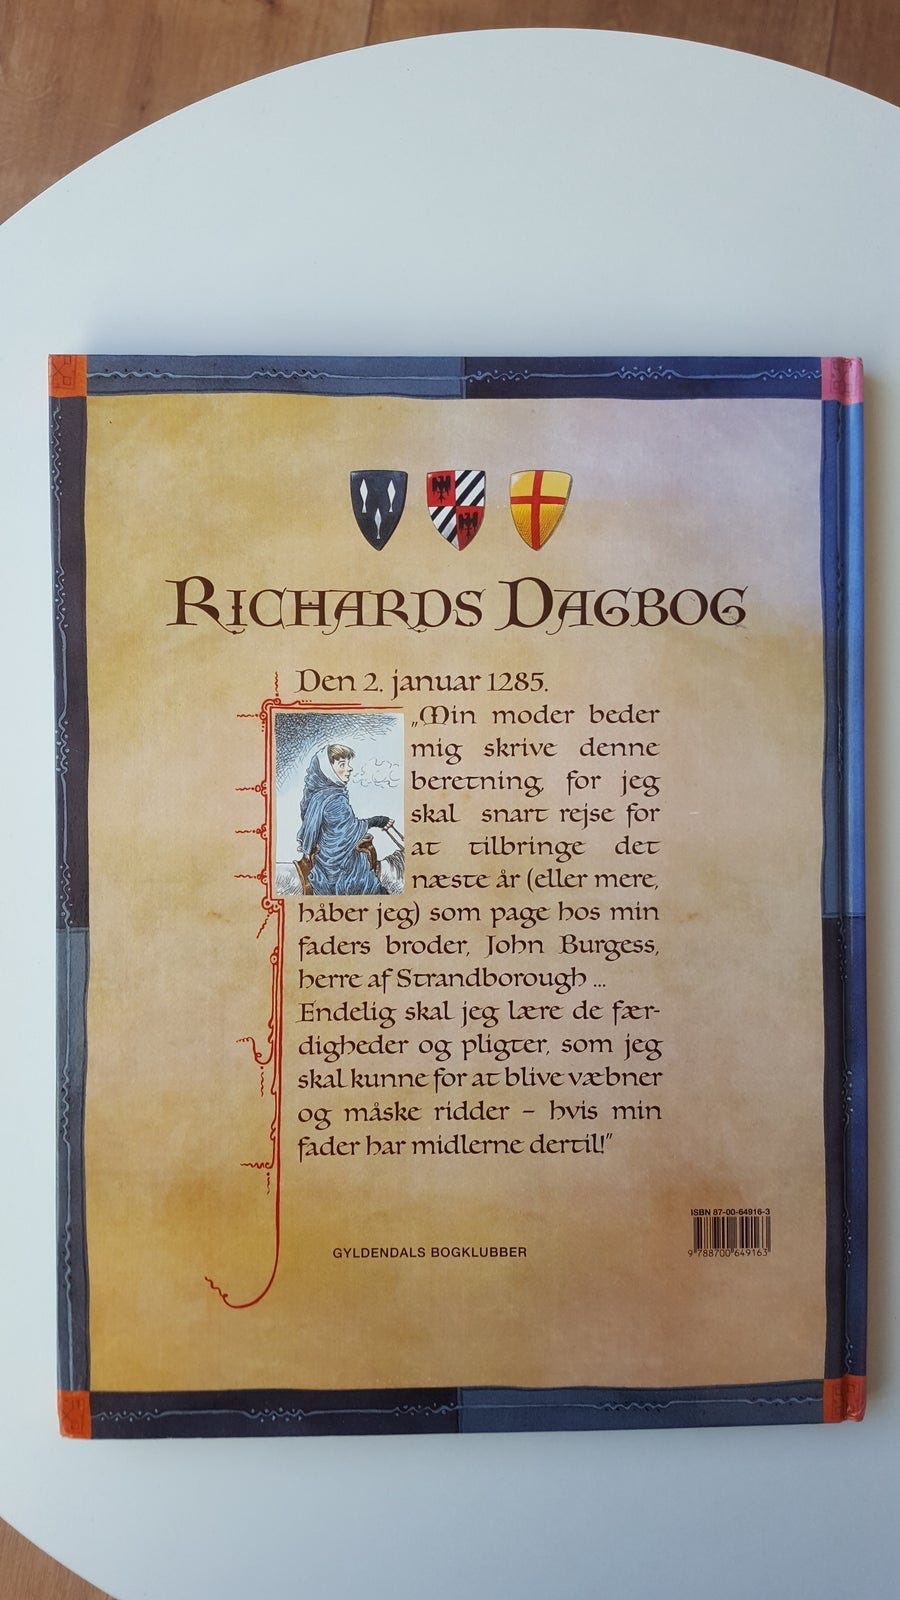 RICHARDS DAGBOG
Den 2. januar 1285.
„Min moder beder
mig skrive denne
beretning, for jeg
skal snart rejse for
at tilbringe det
næste år (eller mere,
håber jeg) som page hos min
faders broder, John Burgess,
herre af Strandborough ...
Endelig skal jeg lære de fær-
digheder og pligter, som jeg
skal kunne for at blive væbner
og måske ridder – hvis min
fader har midlerne dertil!”
ISBN 87-00-64916-3
9 788700 649163
GYLDENDALS BOGKLUBBER